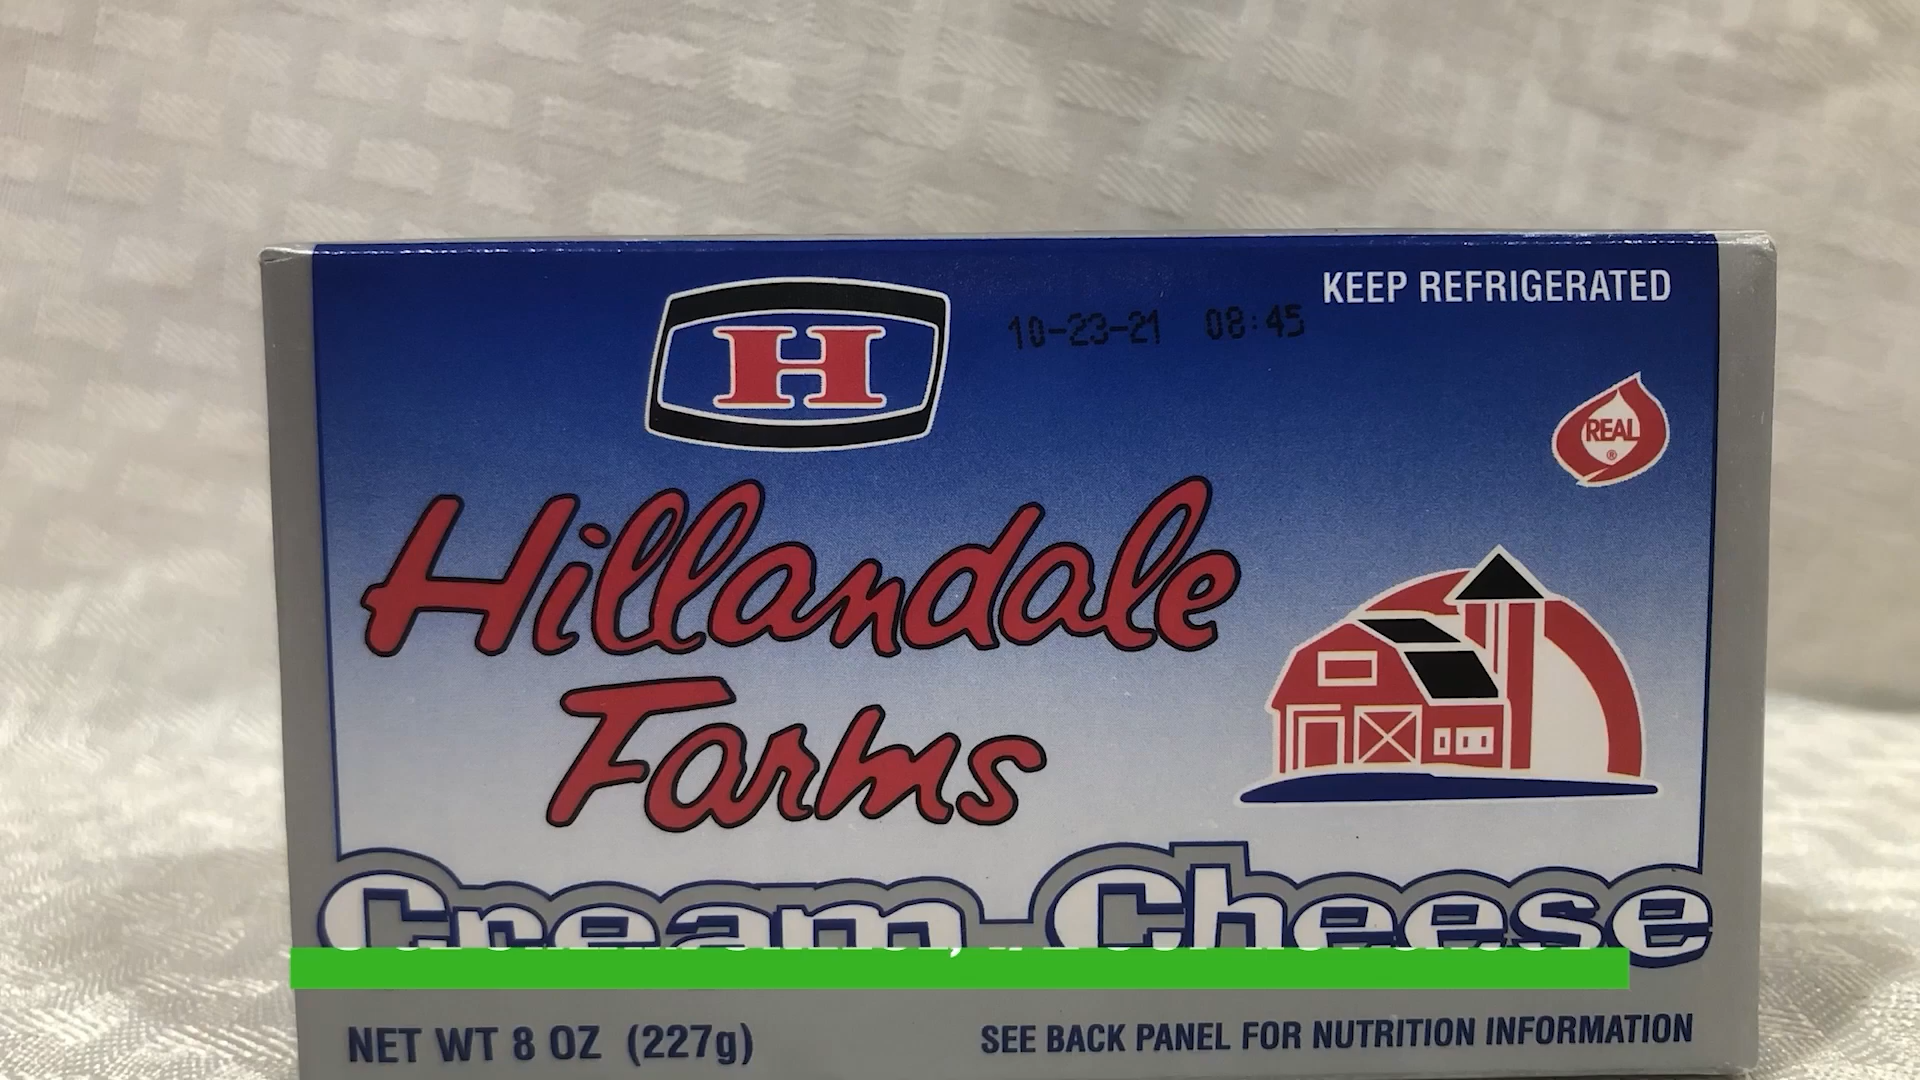 KEEP REFRIGERATED
H
10-23-21 08:45
REAL
®
Hillandale
Farms
Cream Cheese
NET WT 8 OZ (227g)
SEE BACK PANEL FOR NUTRITION INFORMATION